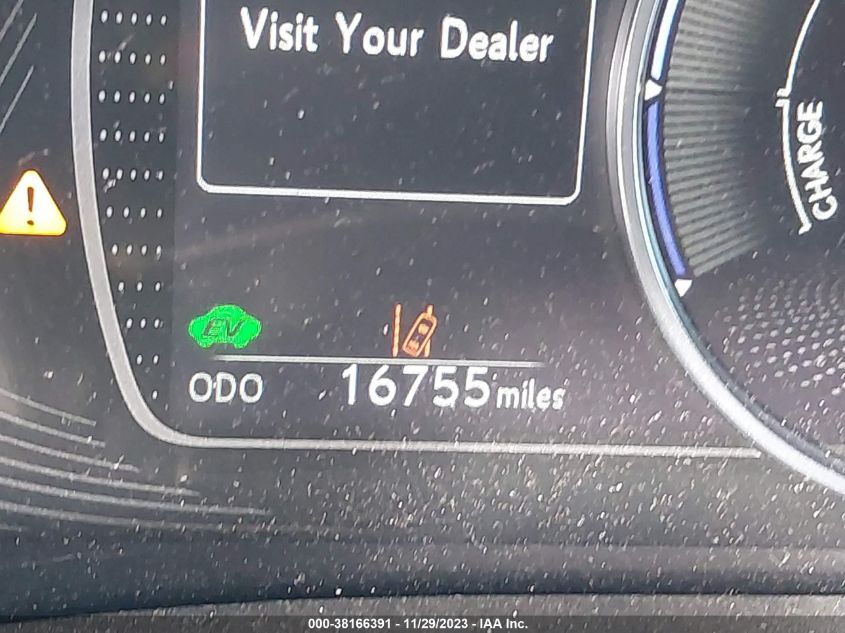 Visit Your Dealer
CHARGE
!
EV
ODO 16755 miles
000-38166391 - 11/29/2023 - IAA Inc.